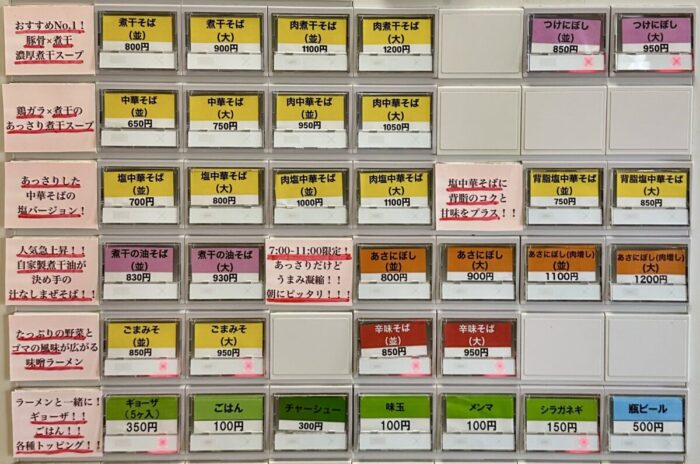 おすすめNo.1！
豚骨×煮干
濃厚煮干スープ
煮干そば
(並)
800円
煮干そば
(大)
900円
肉煮干そば
(並)
1100円
肉煮干そば
(大)
1200円
つけにぼし
(並)
850円
つけにぼし
(大)
950円
鶏ガラ×煮干の
あっさり煮干スープ
中華そば
(並)
650円
中華そば
(大)
750円
肉中華そば
(並)
950円
肉中華そば
(大)
1050円
あっさりした
中華そばの
塩バージョン！
塩中華そば
(並)
700円
塩中華そば
(大)
800円
肉塩中華そば
(並)
1000円
肉塩中華そば
(大)
1100円
塩中華そばに
背脂のコクと
甘味をプラス！！
背脂塩中華そば
(並)
750円
背脂塩中華そば
(大)
850円
人気急上昇！！
自家製煮干油が
決め手の
汁なしまぜそば！！
煮干の油そば
(並)
830円
煮干の油そば
(大)
930円
7:00-11:00限定！
あっさりだけど
うまみ凝縮！！
朝にピッタリ！！！
あさにぼし
(並)
800円
あさにぼし
(大)
900円
あさにぼし(肉増し)
(並)
1100円
あさにぼし(肉増し)
(大)
1200円
たっぷりの野菜と
ゴマの風味が広がる
味噌ラーメン
ごまみそ
(並)
850円
ごまみそ
(大)
950円
辛味そば
(並)
850円
辛味そば
(大)
950円
ラーメンと一緒に！
ギョーザ！！
ごはん！！
各種トッピング！！
ギョーザ
(5ヶ入)
350円
ごはん
100円
チャーシュー
300円
味玉
100円
メンマ
100円
シラガネギ
150円
瓶ビール
500円